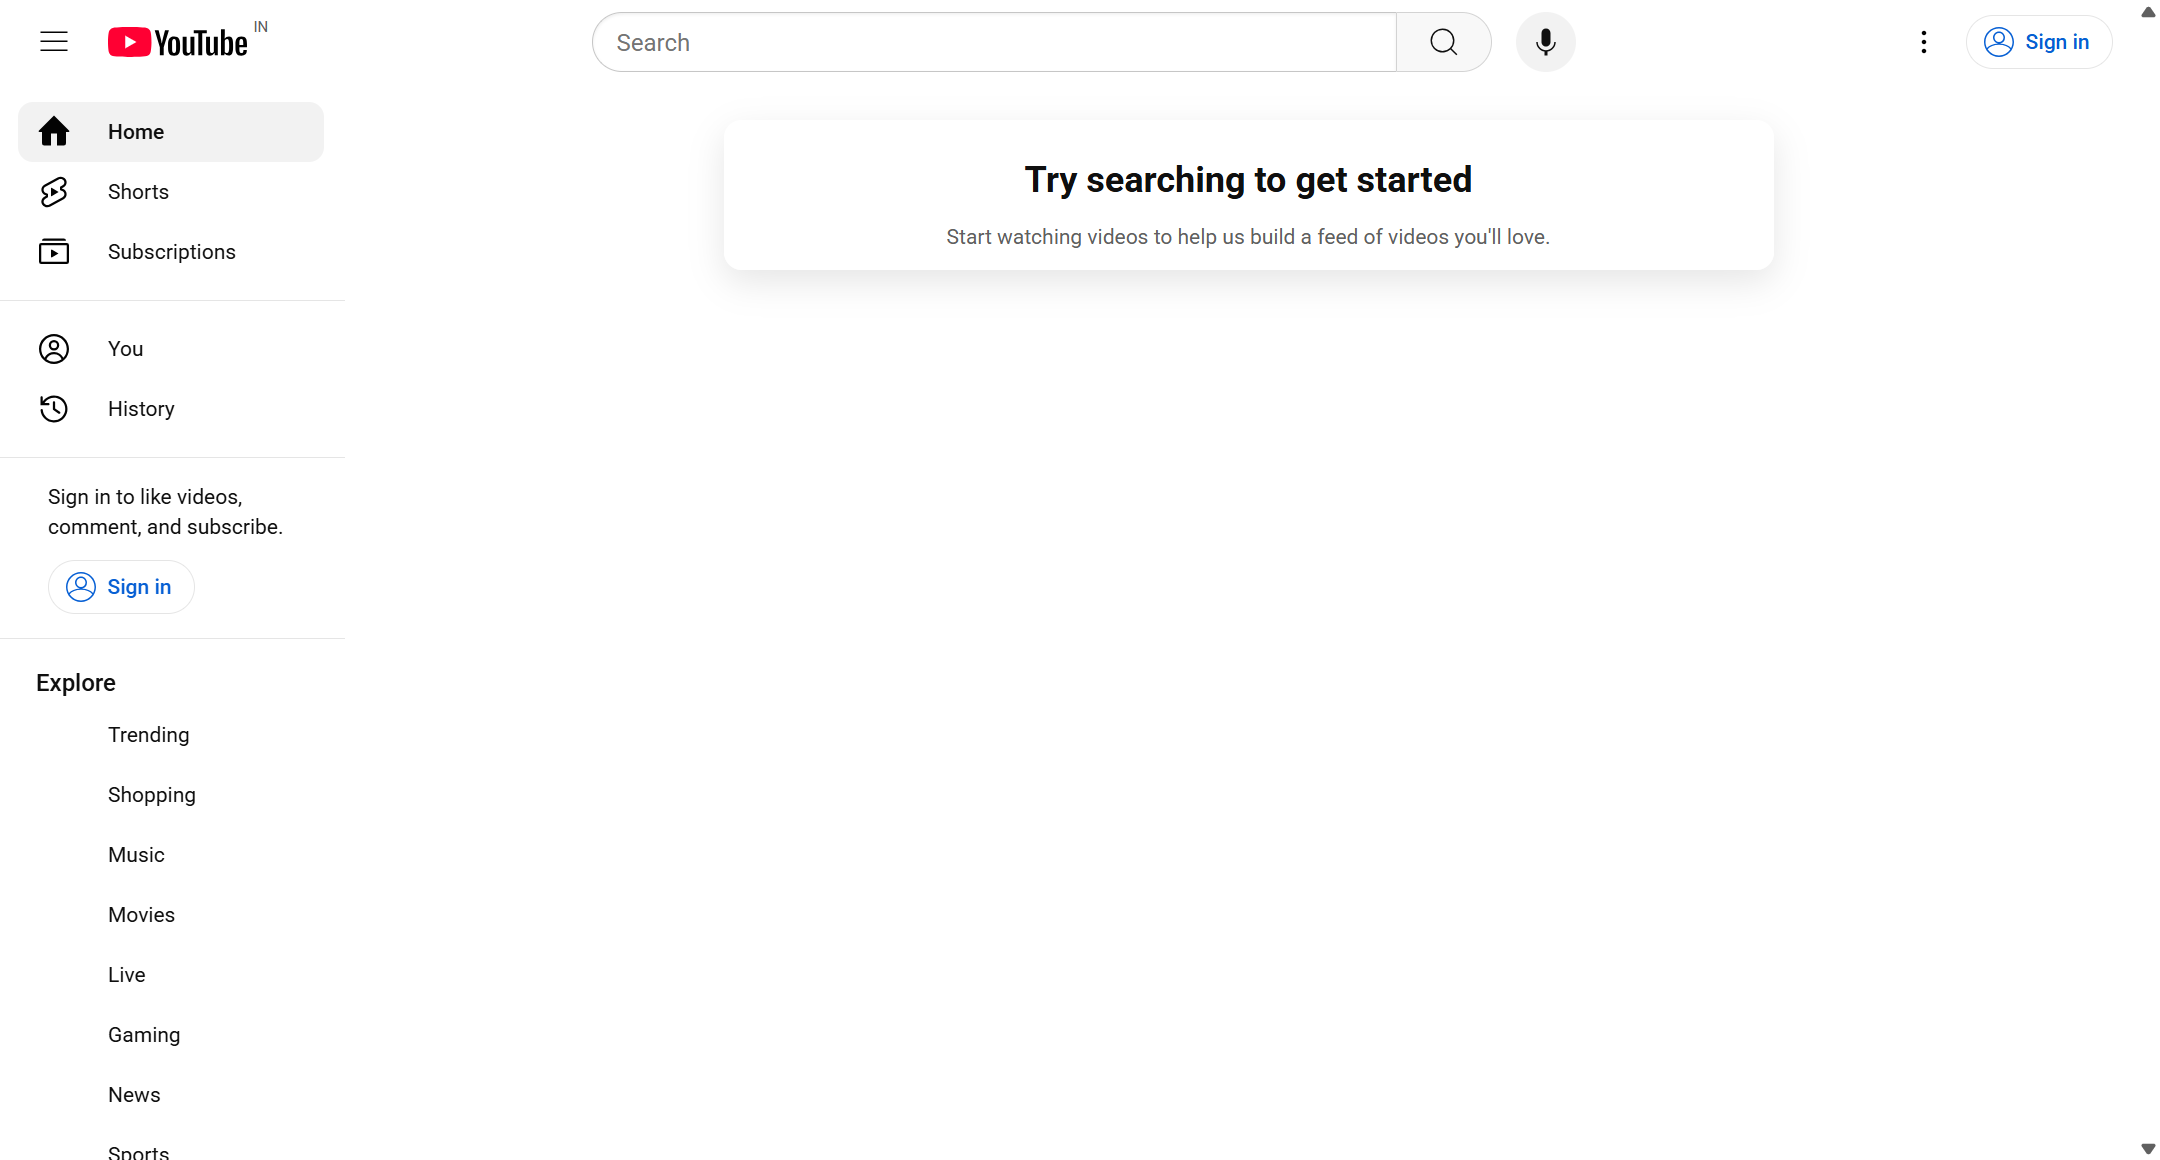 YouTube IN
Search
Sign in
Home
Shorts
Subscriptions
You
History
Sign in to like videos,
comment, and subscribe.
Sign in
Explore
Trending
Shopping
Music
Movies
Live
Gaming
News
Sports
Try searching to get started
Start watching videos to help us build a feed of videos you'll love.